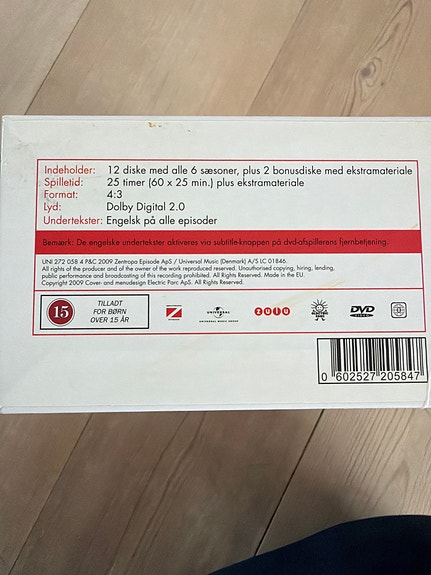 Indeholder: 12 diske med alle 6 sæsoner, plus 2 bonusdiske med ekstramateriale
Spilletid: 25 timer (60 x 25 min.) plus ekstramateriale
Format: 4:3
Lyd: Dolby Digital 2.0
Undertekster: Engelsk på alle episoder
Bemærk: De engelske undertekster aktiveres via subtitle-knappen på dvd-afspillerens fjernbetjening.
UNI 272 058 4 P&C 2009 Zentropa Episode ApS / Universal Music (Denmark) A/S LC 01846.
All rights of the producer and of the owner of the work reproduced reserved. Unauthorised copying, hiring, lending,
public performance and broadcasting of this recording prohibited. All Rights Reserved. Made in the EU.
Copyright 2009 Cover- and menudesign Electric Parc ApS. All Rights Reserved.
15
TILLADT
FOR BØRN
OVER 15 ÅR
UNIVERSAL
UNIVERSAL MUSIC GROUP
zulu
DVD
0 602527 205847